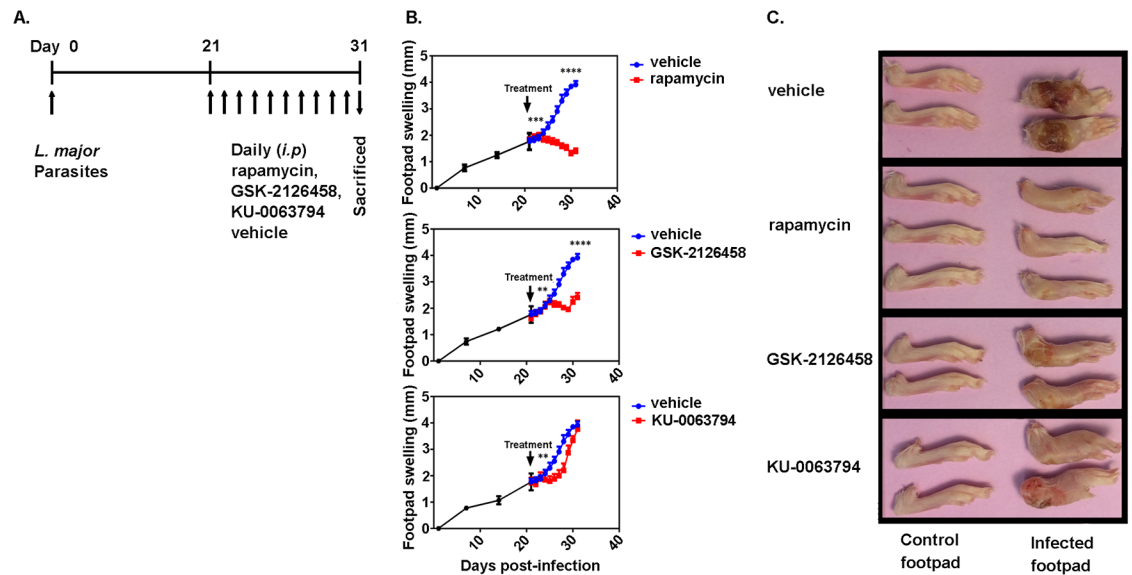 A.
Day 0 21 31
L. major
Parasites
Daily (i.p)
rapamycin,
GSK-2126458,
KU-0063794
vehicle
Sacrificed
B.
Footpad swelling (mm)
5
4
3
2
1
0
10
20
30
40
Treatment
***
****
vehicle
rapamycin
Footpad swelling (mm)
5
4
3
2
1
0
10
20
30
40
Treatment
**
****
vehicle
GSK-2126458
Footpad swelling (mm)
5
4
3
2
1
0
10
20
30
40
Treatment
**
vehicle
KU-0063794
Days post-infection
C.
vehicle
rapamycin
GSK-2126458
KU-0063794
Control
footpad
Infected
footpad